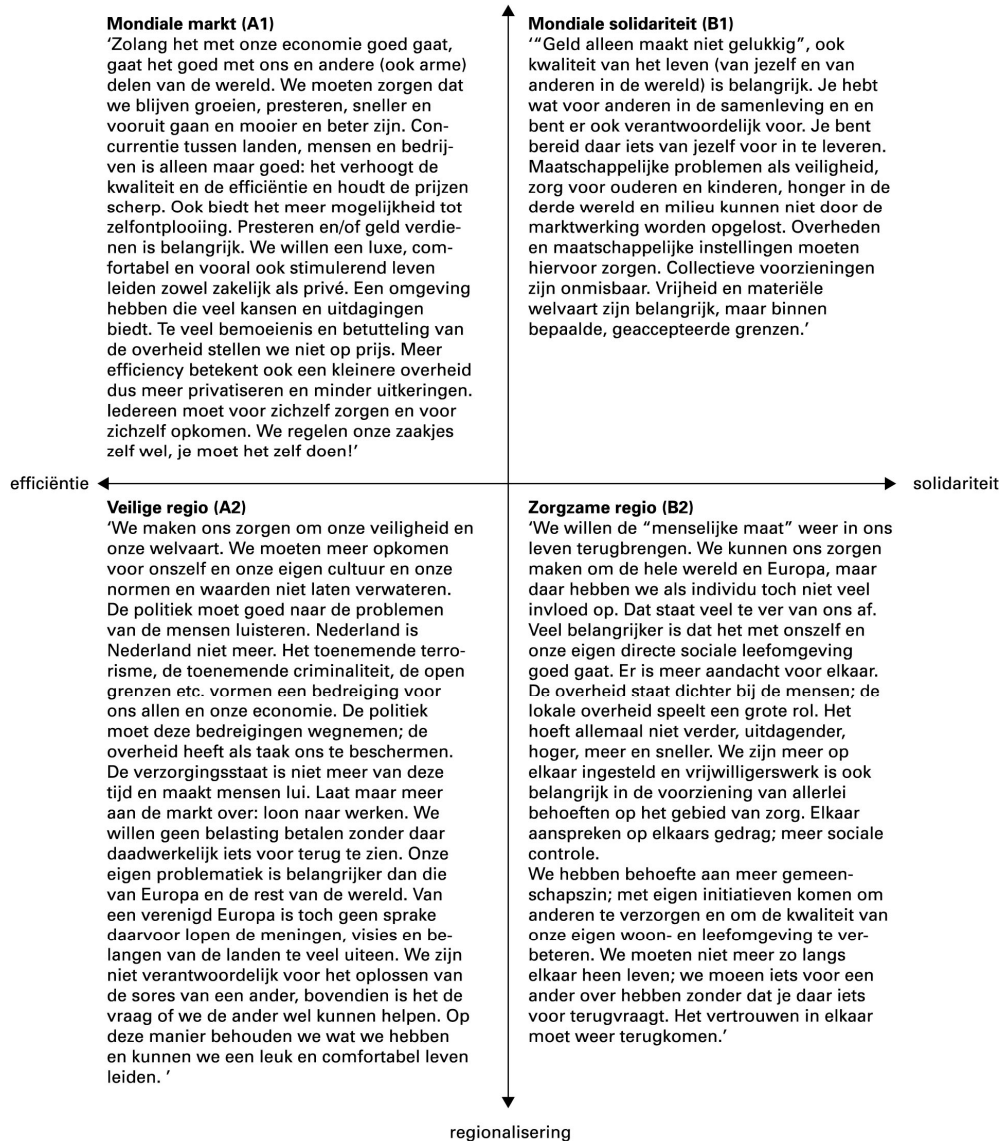 Mondiale markt (A1)
‘Zolang het met onze economie goed gaat,
gaat het goed met ons en andere (ook arme)
delen van de wereld. We moeten zorgen dat
we blijven groeien, presteren, sneller en
vooruit gaan en mooier en beter zijn. Con-
currentie tussen landen, mensen en bedrij-
ven is alleen maar goed: het verhoogt de
kwaliteit en de efficiëntie en houdt de prijzen
scherp. Ook biedt het meer mogelijkheid tot
zelfontplooiing. Presteren en/of geld verdie-
nen is belangrijk. We willen een luxe, com-
fortabel en vooral ook stimulerend leven
leiden zowel zakelijk als privé. Een omgeving
hebben die veel kansen en uitdagingen
biedt. Te veel bemoeienis en betutteling van
de overheid stellen we niet op prijs. Meer
efficiency betekent ook een kleinere overheid
dus meer privatiseren en minder uitkeringen.
Iedereen moet voor zichzelf zorgen en voor
zichzelf opkomen. We regelen onze zaakjes
zelf wel, je moet het zelf doen!’
Mondiale solidariteit (B1)
‘“Geld alleen maakt niet gelukkig”, ook
kwaliteit van het leven (van jezelf en van
anderen in de wereld) is belangrijk. Je hebt
wat voor anderen in de samenleving en en
bent er ook verantwoordelijk voor. Je bent
bereid daar iets van jezelf voor in te leveren.
Maatschappelijke problemen als veiligheid,
zorg voor ouderen en kinderen, honger in de
derde wereld en milieu kunnen niet door de
marktwerking worden opgelost. Overheden
en maatschappelijke instellingen moeten
hiervoor zorgen. Collectieve voorzieningen
zijn onmisbaar. Vrijheid en materiële
welvaart zijn belangrijk, maar binnen
bepaalde, geaccepteerde grenzen.’
efficiëntie
solidariteit
Veilige regio (A2)
‘We maken ons zorgen om onze veiligheid en
onze welvaart. We moeten meer opkomen
voor onszelf en onze eigen cultuur en onze
normen en waarden niet laten verwateren.
De politiek moet goed naar de problemen
van de mensen luisteren. Nederland is
Nederland niet meer. Het toenemende terro-
risme, de toenemende criminaliteit, de open
grenzen etc. vormen een bedreiging voor
ons allen en onze economie. De politiek
moet deze bedreigingen wegnemen; de
overheid heeft als taak ons te beschermen.
De verzorgingsstaat is niet meer van deze
tijd en maakt mensen lui. Laat maar meer
aan de markt over: loon naar werken. We
willen geen belasting betalen zonder daar
daadwerkelijk iets voor terug te zien. Onze
eigen problematiek is belangrijker dan die
van Europa en de rest van de wereld. Van
een verenigd Europa is toch geen sprake
daarvoor lopen de meningen, visies en be-
langen van de landen te veel uiteen. We zijn
niet verantwoordelijk voor het oplossen van
de sores van een ander, bovendien is het de
vraag of we de ander wel kunnen helpen. Op
deze manier behouden we wat we hebben
en kunnen we een leuk en comfortabel leven
leiden. ’
Zorgzame regio (B2)
‘We willen de “menselijke maat” weer in ons
leven terugbrengen. We kunnen ons zorgen
maken om de hele wereld en Europa, maar
daar hebben we als individu toch niet veel
invloed op. Dat staat veel te ver van ons af.
Veel belangrijker is dat het met onszelf en
onze eigen directe sociale leefomgeving
goed gaat. Er is meer aandacht voor elkaar.
De overheid staat dichter bij de mensen; de
lokale overheid speelt een grote rol. Het
hoeft allemaal niet verder, uitdagender,
hoger, meer en sneller. We zijn meer op
elkaar ingesteld en vrijwilligerswerk is ook
belangrijk in de voorziening van allerlei
behoeften op het gebied van zorg. Elkaar
aanspreken op elkaars gedrag; meer sociale
controle.
We hebben behoefte aan meer gemeen-
schapszin; met eigen initiatieven komen om
anderen te verzorgen en om de kwaliteit van
onze eigen woon- en leefomgeving te ver-
beteren. We moeten niet meer zo langs
elkaar heen leven; we moeen iets voor een
ander over hebben zonder dat je daar iets
voor terugvraagt. Het vertrouwen in elkaar
moet weer terugkomen.’
regionalisering